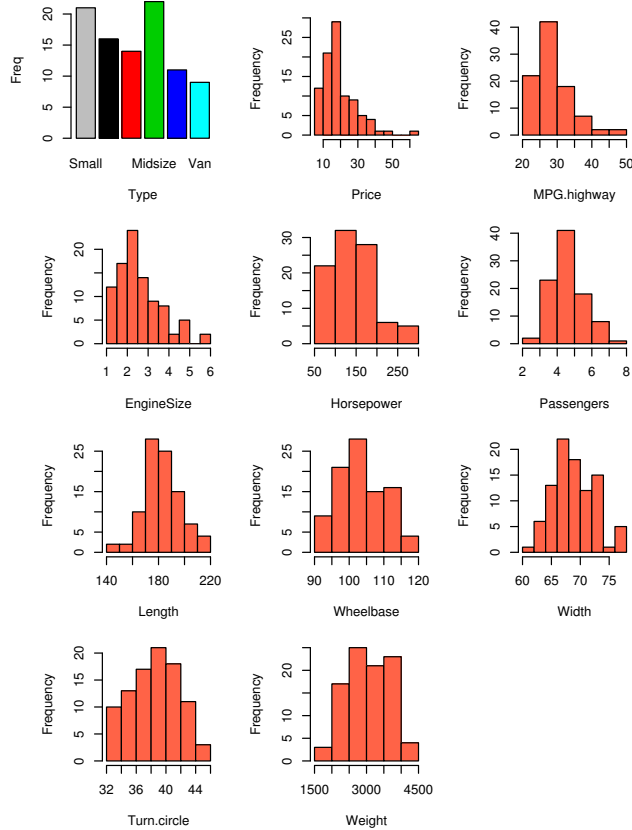 Freq
0 5 10 15 20
Small Midsize Van
Type
Frequency
0 5 15 25
10 30 50
Price
Frequency
0 10 20 30 40
20 30 40 50
MPG.highway
Frequency
0 5 10 20
1 2 3 4 5 6
EngineSize
Frequency
0 10 20 30
50 150 250
Horsepower
Frequency
0 10 20 30 40
2 4 6 8
Passengers
Frequency
0 5 15 25
140 180 220
Length
Frequency
0 5 15 25
90 100 110 120
Wheelbase
Frequency
0 5 10 20
60 65 70 75
Width
Frequency
0 5 10 20
32 36 40 44
Turn.circle
Frequency
0 5 10 20
1500 3000 4500
Weight